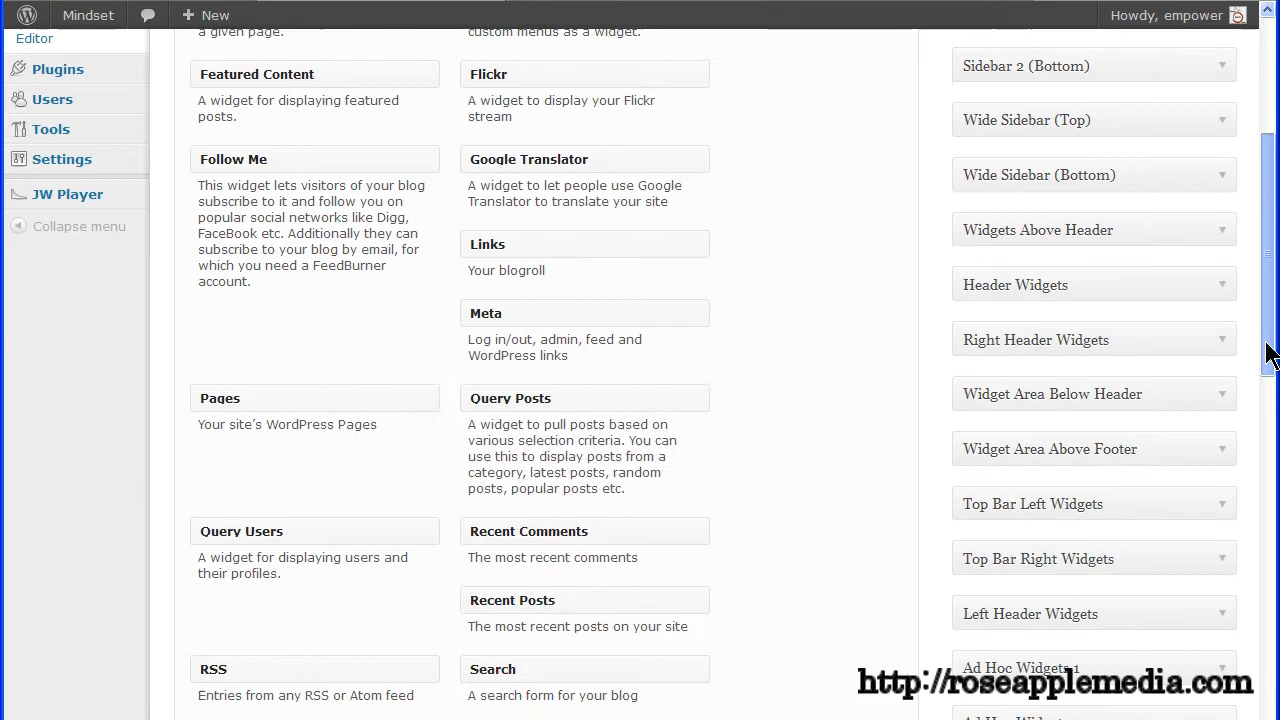 Mindset
New
Howdy, empower
Editor
Plugins
Users
Tools
Settings
JW Player
Collapse menu
a given page.
Featured Content
A widget for displaying featured
posts.
Follow Me
This widget lets visitors of your blog
subscribe to it and follow you on
popular social networks like Digg,
FaceBook etc. Additionally they can
subscribe to your blog by email, for
which you need a FeedBurner
account.
Pages
Your site's WordPress Pages
Query Users
A widget for displaying users and
their profiles.
RSS
Entries from any RSS or Atom feed
custom menus as a widget.
Flickr
A widget to display your Flickr
stream
Google Translator
A widget to let people use Google
Translator to translate your site
Links
Your blogroll
Meta
Log in/out, admin, feed and
WordPress links
Query Posts
A widget to pull posts based on
various selection criteria. You can
use this to display posts from a
category, latest posts, random
posts, popular posts etc.
Recent Comments
The most recent comments
Recent Posts
The most recent posts on your site
Search
A search form for your blog
Sidebar 2 (Bottom)
Wide Sidebar (Top)
Wide Sidebar (Bottom)
Widgets Above Header
Header Widgets
Right Header Widgets
Widget Area Below Header
Widget Area Above Footer
Top Bar Left Widgets
Top Bar Right Widgets
Left Header Widgets
Ad Hoc Widgets 1
http://roseapplemedia.com